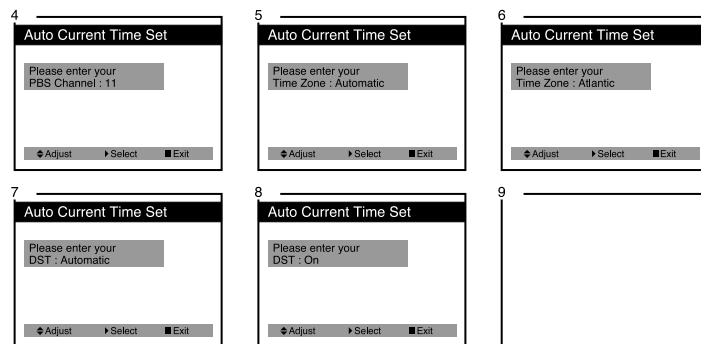 4
Auto Current Time Set
Please enter your
PBS Channel : 11
Adjust Select Exit
5
Auto Current Time Set
Please enter your
Time Zone : Automatic
Adjust Select Exit
6
Auto Current Time Set
Please enter your
Time Zone : Atlantic
Adjust Select Exit
7
Auto Current Time Set
Please enter your
DST : Automatic
Adjust Select Exit
8
Auto Current Time Set
Please enter your
DST : On
Adjust Select Exit
9